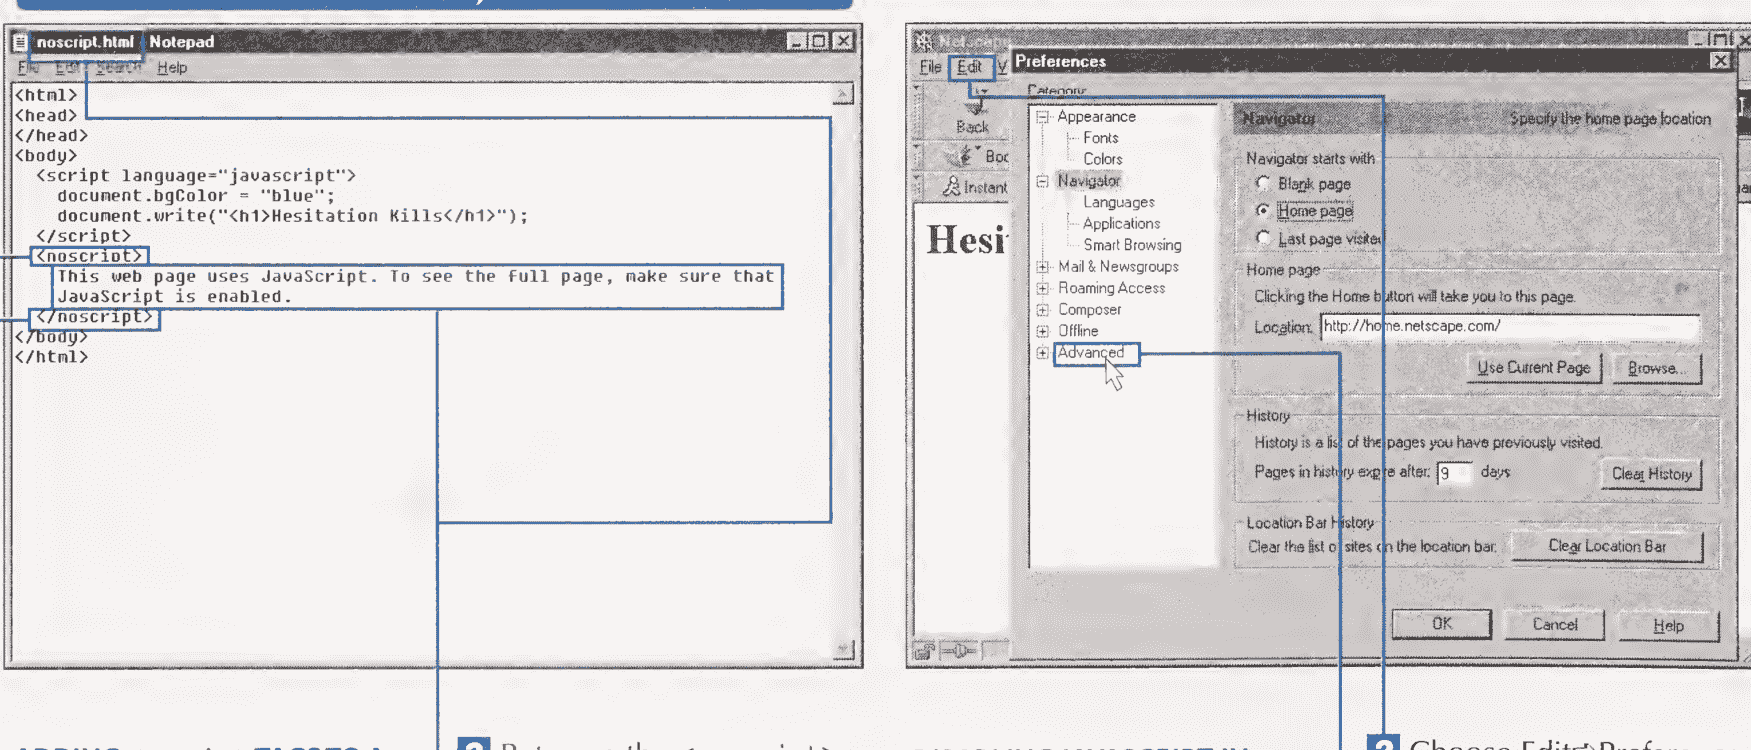 noscript.html Notepad
File Edit Search Help
<html>
<head>
</head>
<body>
<script language="javascript">
document.bgColor = "blue";
document.write("<h1>Hesitation Kills</h1>");
</script>
<noscript>
This web page uses JavaScript. To see the full page, make sure that
JavaScript is enabled.
</noscript>
</body>
</html>
Netscape
File Edit V
Back
Boo
Instant
Hesi
Preferences
Category:
Appearance
Fonts
Colors
Navigator
Languages
Applications
Smart Browsing
Mail & Newsgroups
Roaming Access
Composer
Offline
Advanced
Navigator Specify the home page location
Navigator starts with
Blank page
Home page
Last page visited
Home page
Clicking the Home button will take you to this page.
Location: http://home.netscape.com/
Use Current Page Browse...
History
History is a list of the pages you have previously visited.
Pages in history expire after: 9 days Clear History
Location Bar History
Clear the list of sites on the location bar: Clear Location Bar
OK Cancel Help
Choose Edit